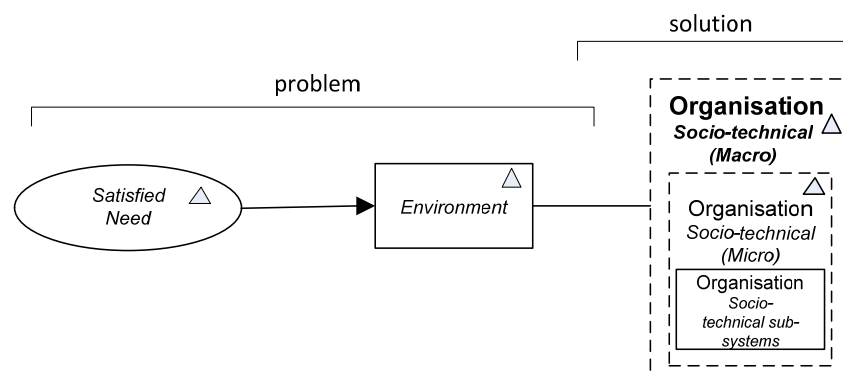 solution
problem
Organisation
Socio-technical
(Macro)
Satisfied
Need
Environment
Organisation
Socio-technical
(Micro)
Organisation
Socio-
technical sub-
systems